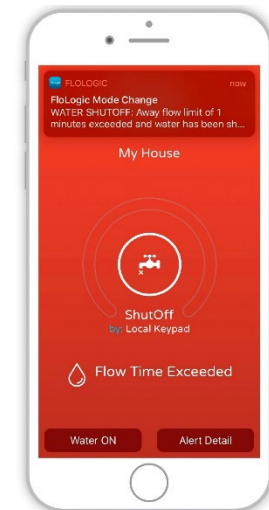 FLOLOGIC now
FloLogic Mode Change
WATER SHUTOFF: Away flow limit of 1
minutes exceeded and water has been sh...
My House
ShutOff
by: Local Keypad
Flow Time Exceeded
Water ON Alert Detail